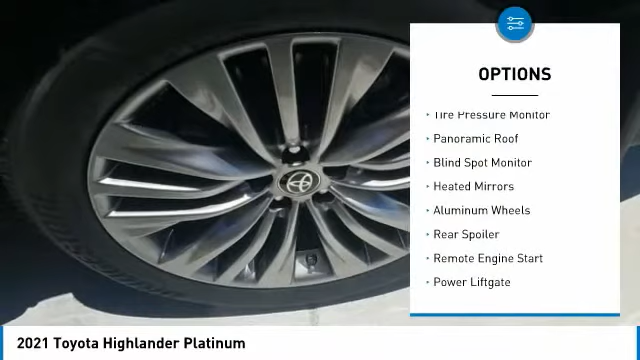 OPTIONS
Tire Pressure Monitor
Panoramic Roof
Blind Spot Monitor
Heated Mirrors
Aluminum Wheels
Rear Spoiler
Remote Engine Start
Power Liftgate
2021 Toyota Highlander Platinum